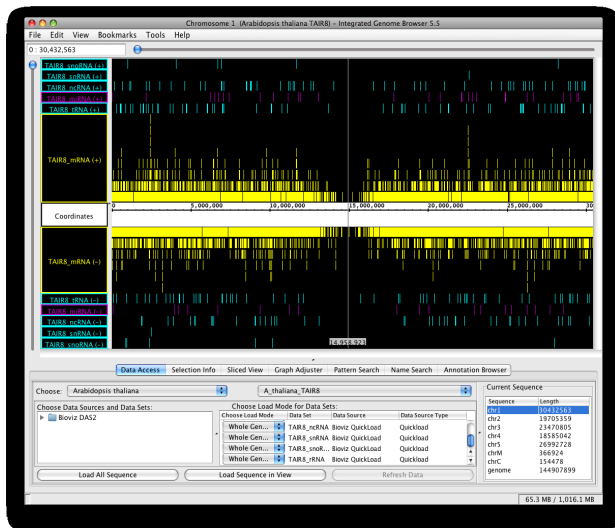 Chromosome 1 (Arabidopsis thaliana TAIR8) – Integrated Genome Browser 5.5
File Edit View Bookmarks Tools Help
0 : 30,432,563
TAIR8_snoRNA (+)
TAIR8_snRNA (+)
TAIR8_ncRNA (+)
TAIR8_miRNA (+)
TAIR8_tRNA (+)
TAIR8_mRNA (+)
Coordinates
0 5,000,000 10,000,000 15,000,000 20,000,000 25,000,000 30
TAIR8_mRNA (–)
TAIR8_tRNA (–)
TAIR8_miRNA (–)
TAIR8_ncRNA (–)
TAIR8_snRNA (–)
TAIR8_snoRNA (–)
14,958,923
Data Access Selection Info Sliced View Graph Adjuster Pattern Search Name Search Annotation Browser
Choose: Arabidopsis thaliana A_thaliana_TAIR8
Choose Data Sources and Data Sets:
Bioviz DAS2
Choose Load Mode for Data Sets:
Choose Load Mode Data Set Data Source Data Source Type
Whole Gen... TAIR8_ncRNA Bioviz QuickLoad Quickload
Whole Gen... TAIR8_snRNA Bioviz QuickLoad Quickload
Whole Gen... TAIR8_snoR... Bioviz QuickLoad Quickload
Whole Gen... TAIR8_rRNA Bioviz QuickLoad Quickload
Load All Sequence Load Sequence in View Refresh Data
Current Sequence
Sequence Length
chr1 30432563
chr2 19705359
chr3 23470805
chr4 18585042
chr5 26992728
chrM 366924
chrC 154478
genome 144907899
65.3 MB / 1,016.1 MB